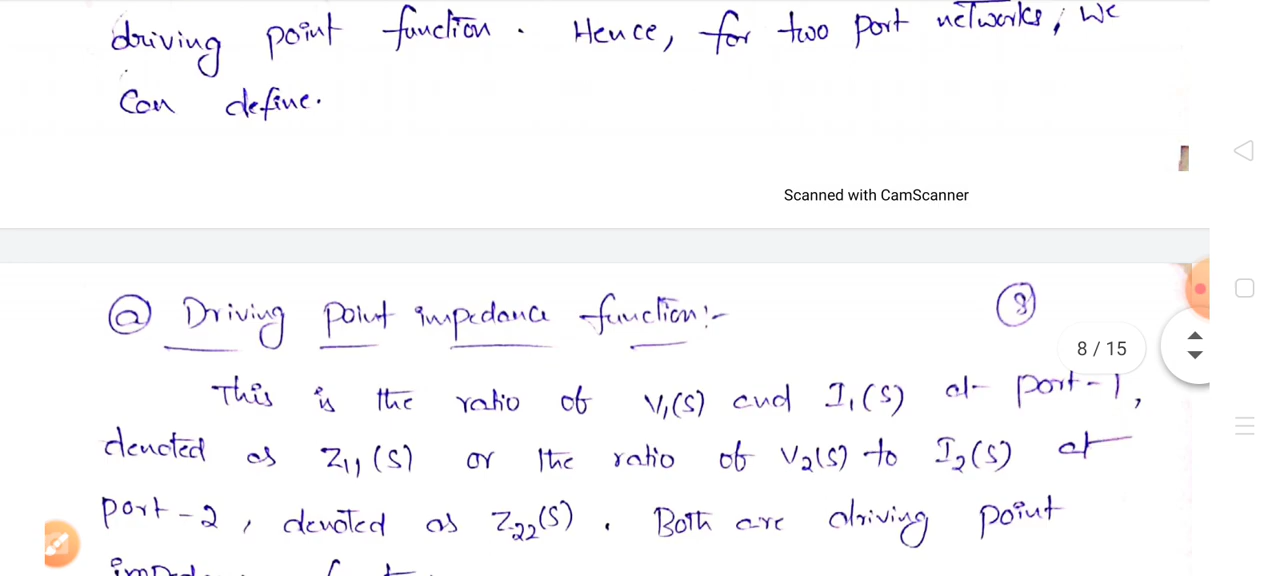 driving point function. Hence, for two port networks, we
can define.
Scanned with CamScanner
(a) Driving point impedance function:-
8
8 / 15
This is the ratio of V1(s) and I1(s) at port-1,
denoted as Z11(s) or the ratio of V2(s) to I2(s) at
port-2, denoted as Z22(s). Both are driving point